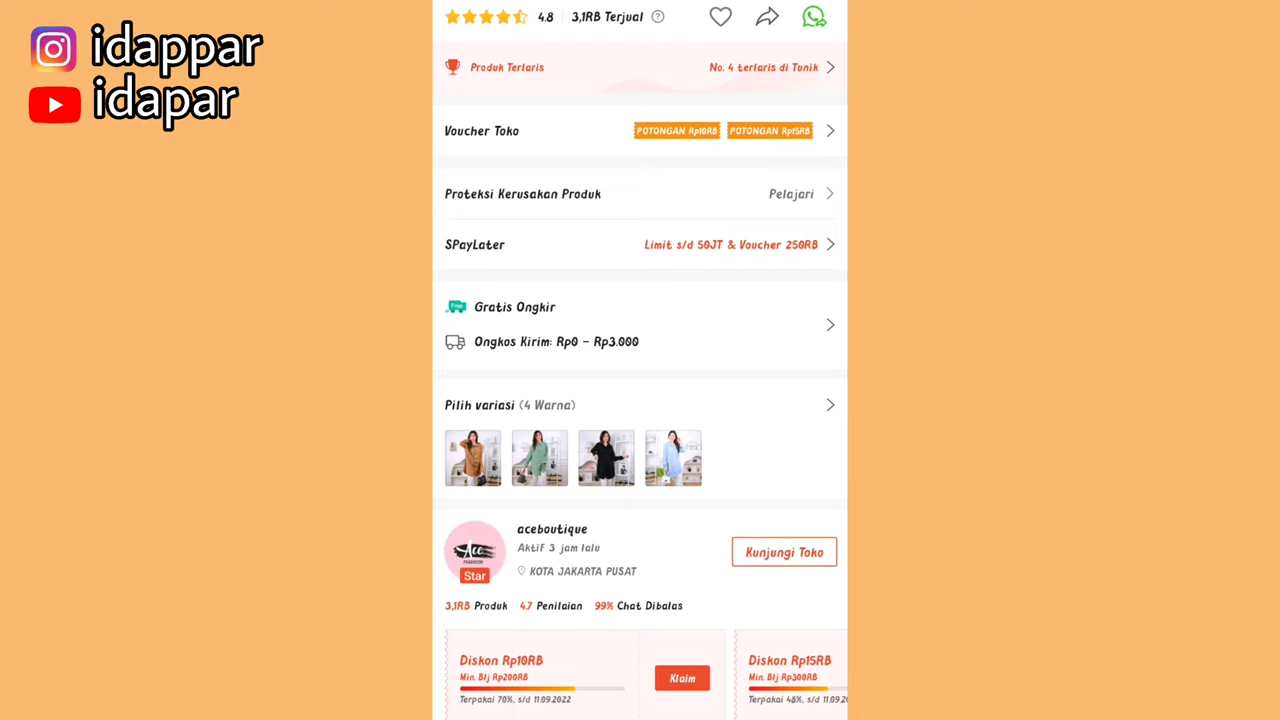 idappar
idapar
4.8 3,1RB Terjual ?
Produk Terlaris No. 4 terlaris di Tunik
Voucher Toko POTONGAN Rp10RB POTONGAN Rp15RB
Proteksi Kerusakan Produk Pelajari
SPayLater Limit s/d 50JT & Voucher 250RB
Free Gratis Ongkir
Ongkos Kirim: Rp0 - Rp3.000
Pilih variasi (4 Warna)
aceboutique
Aktif 3 jam lalu
KOTA JAKARTA PUSAT
Kunjungi Toko
Ace
FASHION
Star
3,1RB Produk 4.7 Penilaian 99% Chat Dibalas
Diskon Rp10RB
Min. Blj Rp200RB
Terpakai 70%, s/d 11.09.2022
Klaim
Diskon Rp15RB
Min. Blj Rp300RB
Terpakai 48%, s/d 11.09.20